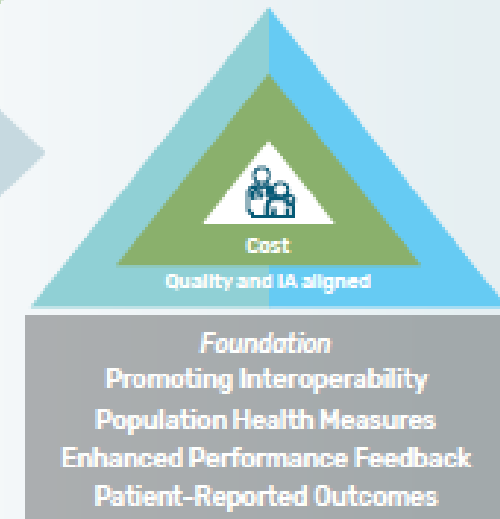 Cost
Quality and IA aligned
Foundation
Promoting Interoperability
Population Health Measures
Enhanced Performance Feedback
Patient-Reported Outcomes